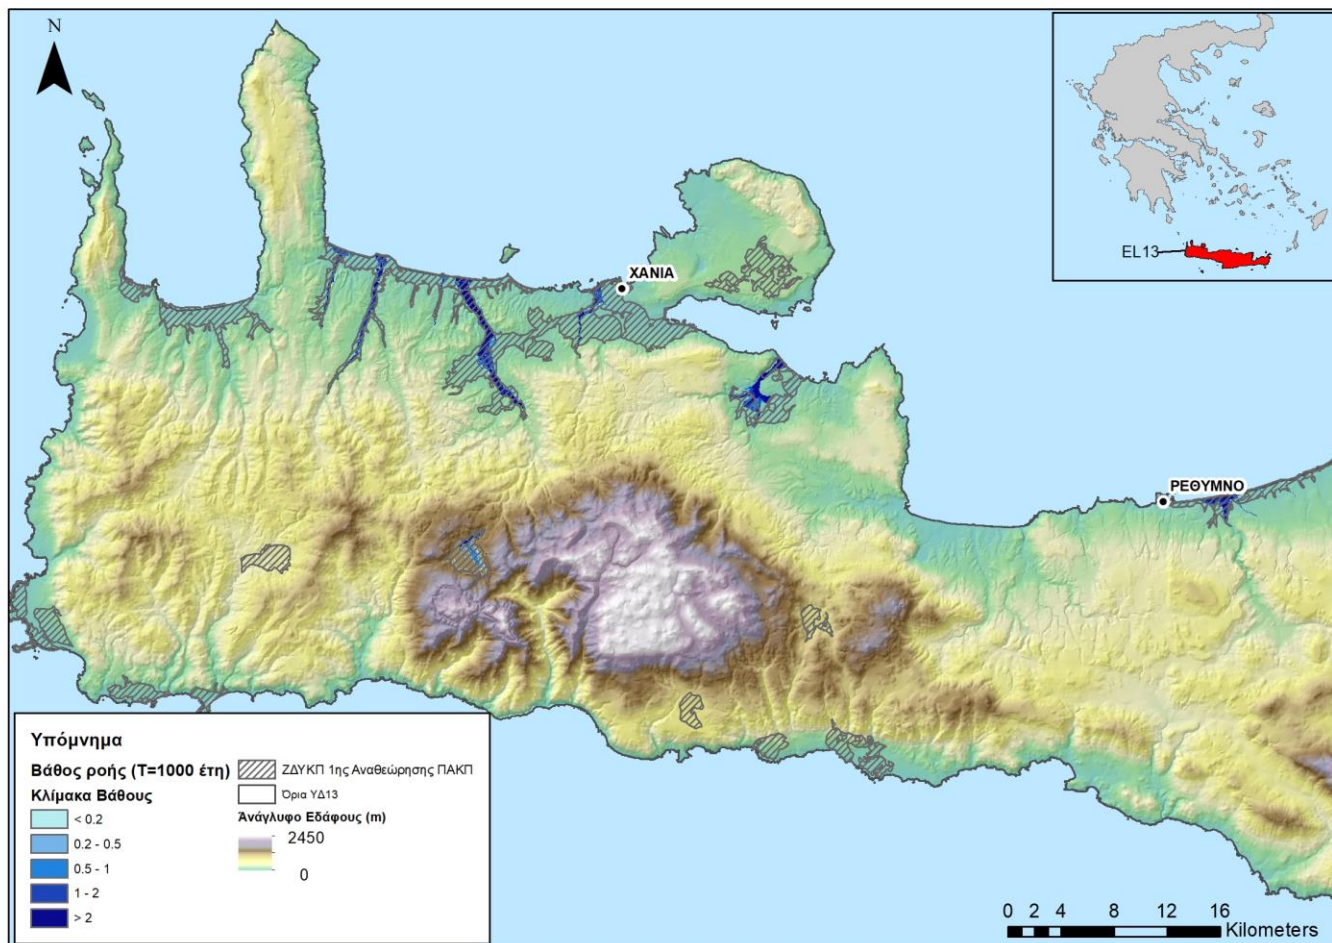 N
EL13
ΧΑΝΙΑ
ΡΕΘΥΜΝΟ
Υπόμνημα
Βάθος ροής (Τ=1000 έτη)
Κλίμακα Βάθους
< 0.2
0.2 - 0.5
0.5 - 1
1 - 2
> 2
ΖΔΥΚΠ 1ης Αναθεώρησης ΠΑΚΠ
Όρια ΥΔ13
Άνάγλυφο Εδάφους (m)
2450
0
0 2 4 8 12 16
Kilometers